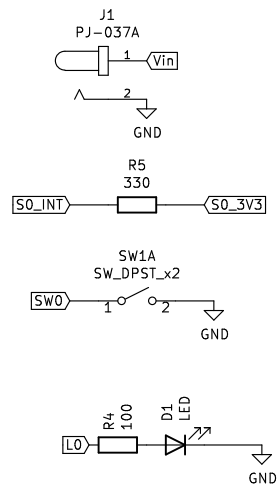 J1
PJ-037A
1
Vin
2
GND
R5
330
S0_INT
S0_3V3
SW1A
SW_DPST_x2
SW0
1
2
GND
R4
100
D1
LED
L0
GND